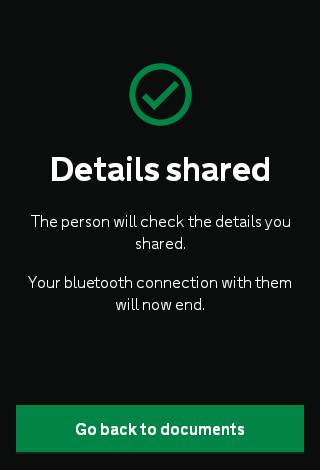 Details shared
The person will check the details you
shared.
Your bluetooth connection with them
will now end.
Go back to documents